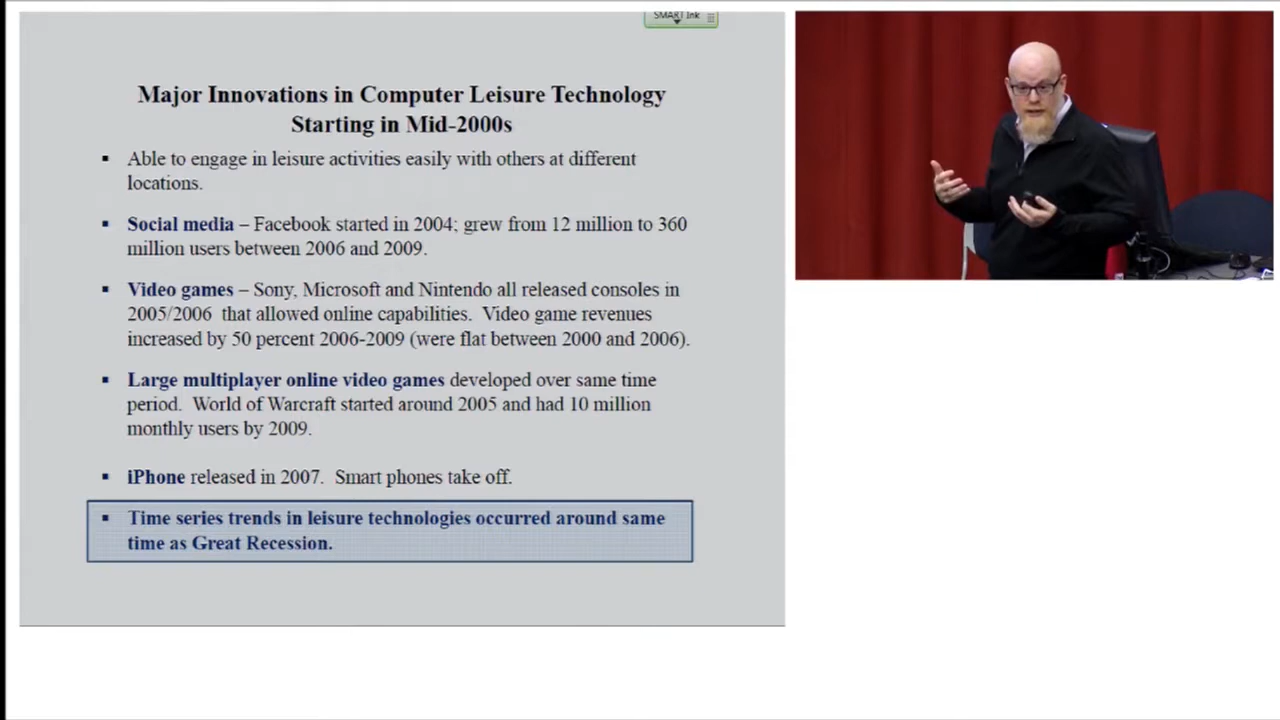 SMART Ink
Major Innovations in Computer Leisure Technology
Starting in Mid-2000s
▪ Able to engage in leisure activities easily with others at different
locations.
▪ Social media – Facebook started in 2004; grew from 12 million to 360
million users between 2006 and 2009.
▪ Video games – Sony, Microsoft and Nintendo all released consoles in
2005/2006 that allowed online capabilities. Video game revenues
increased by 50 percent 2006-2009 (were flat between 2000 and 2006).
▪ Large multiplayer online video games developed over same time
period. World of Warcraft started around 2005 and had 10 million
monthly users by 2009.
▪ iPhone released in 2007. Smart phones take off.
▪ Time series trends in leisure technologies occurred around same
time as Great Recession.